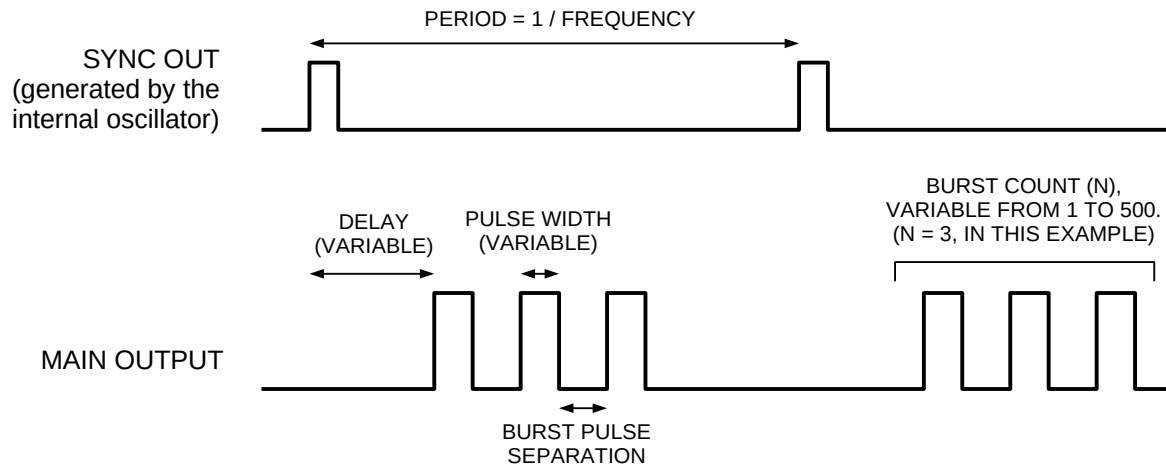 PERIOD = 1 / FREQUENCY
SYNC OUT
(generated by the
internal oscillator)
BURST COUNT (N),
VARIABLE FROM 1 TO 500.
(N = 3, IN THIS EXAMPLE)
DELAY
(VARIABLE)
PULSE WIDTH
(VARIABLE)
MAIN OUTPUT
BURST PULSE
SEPARATION